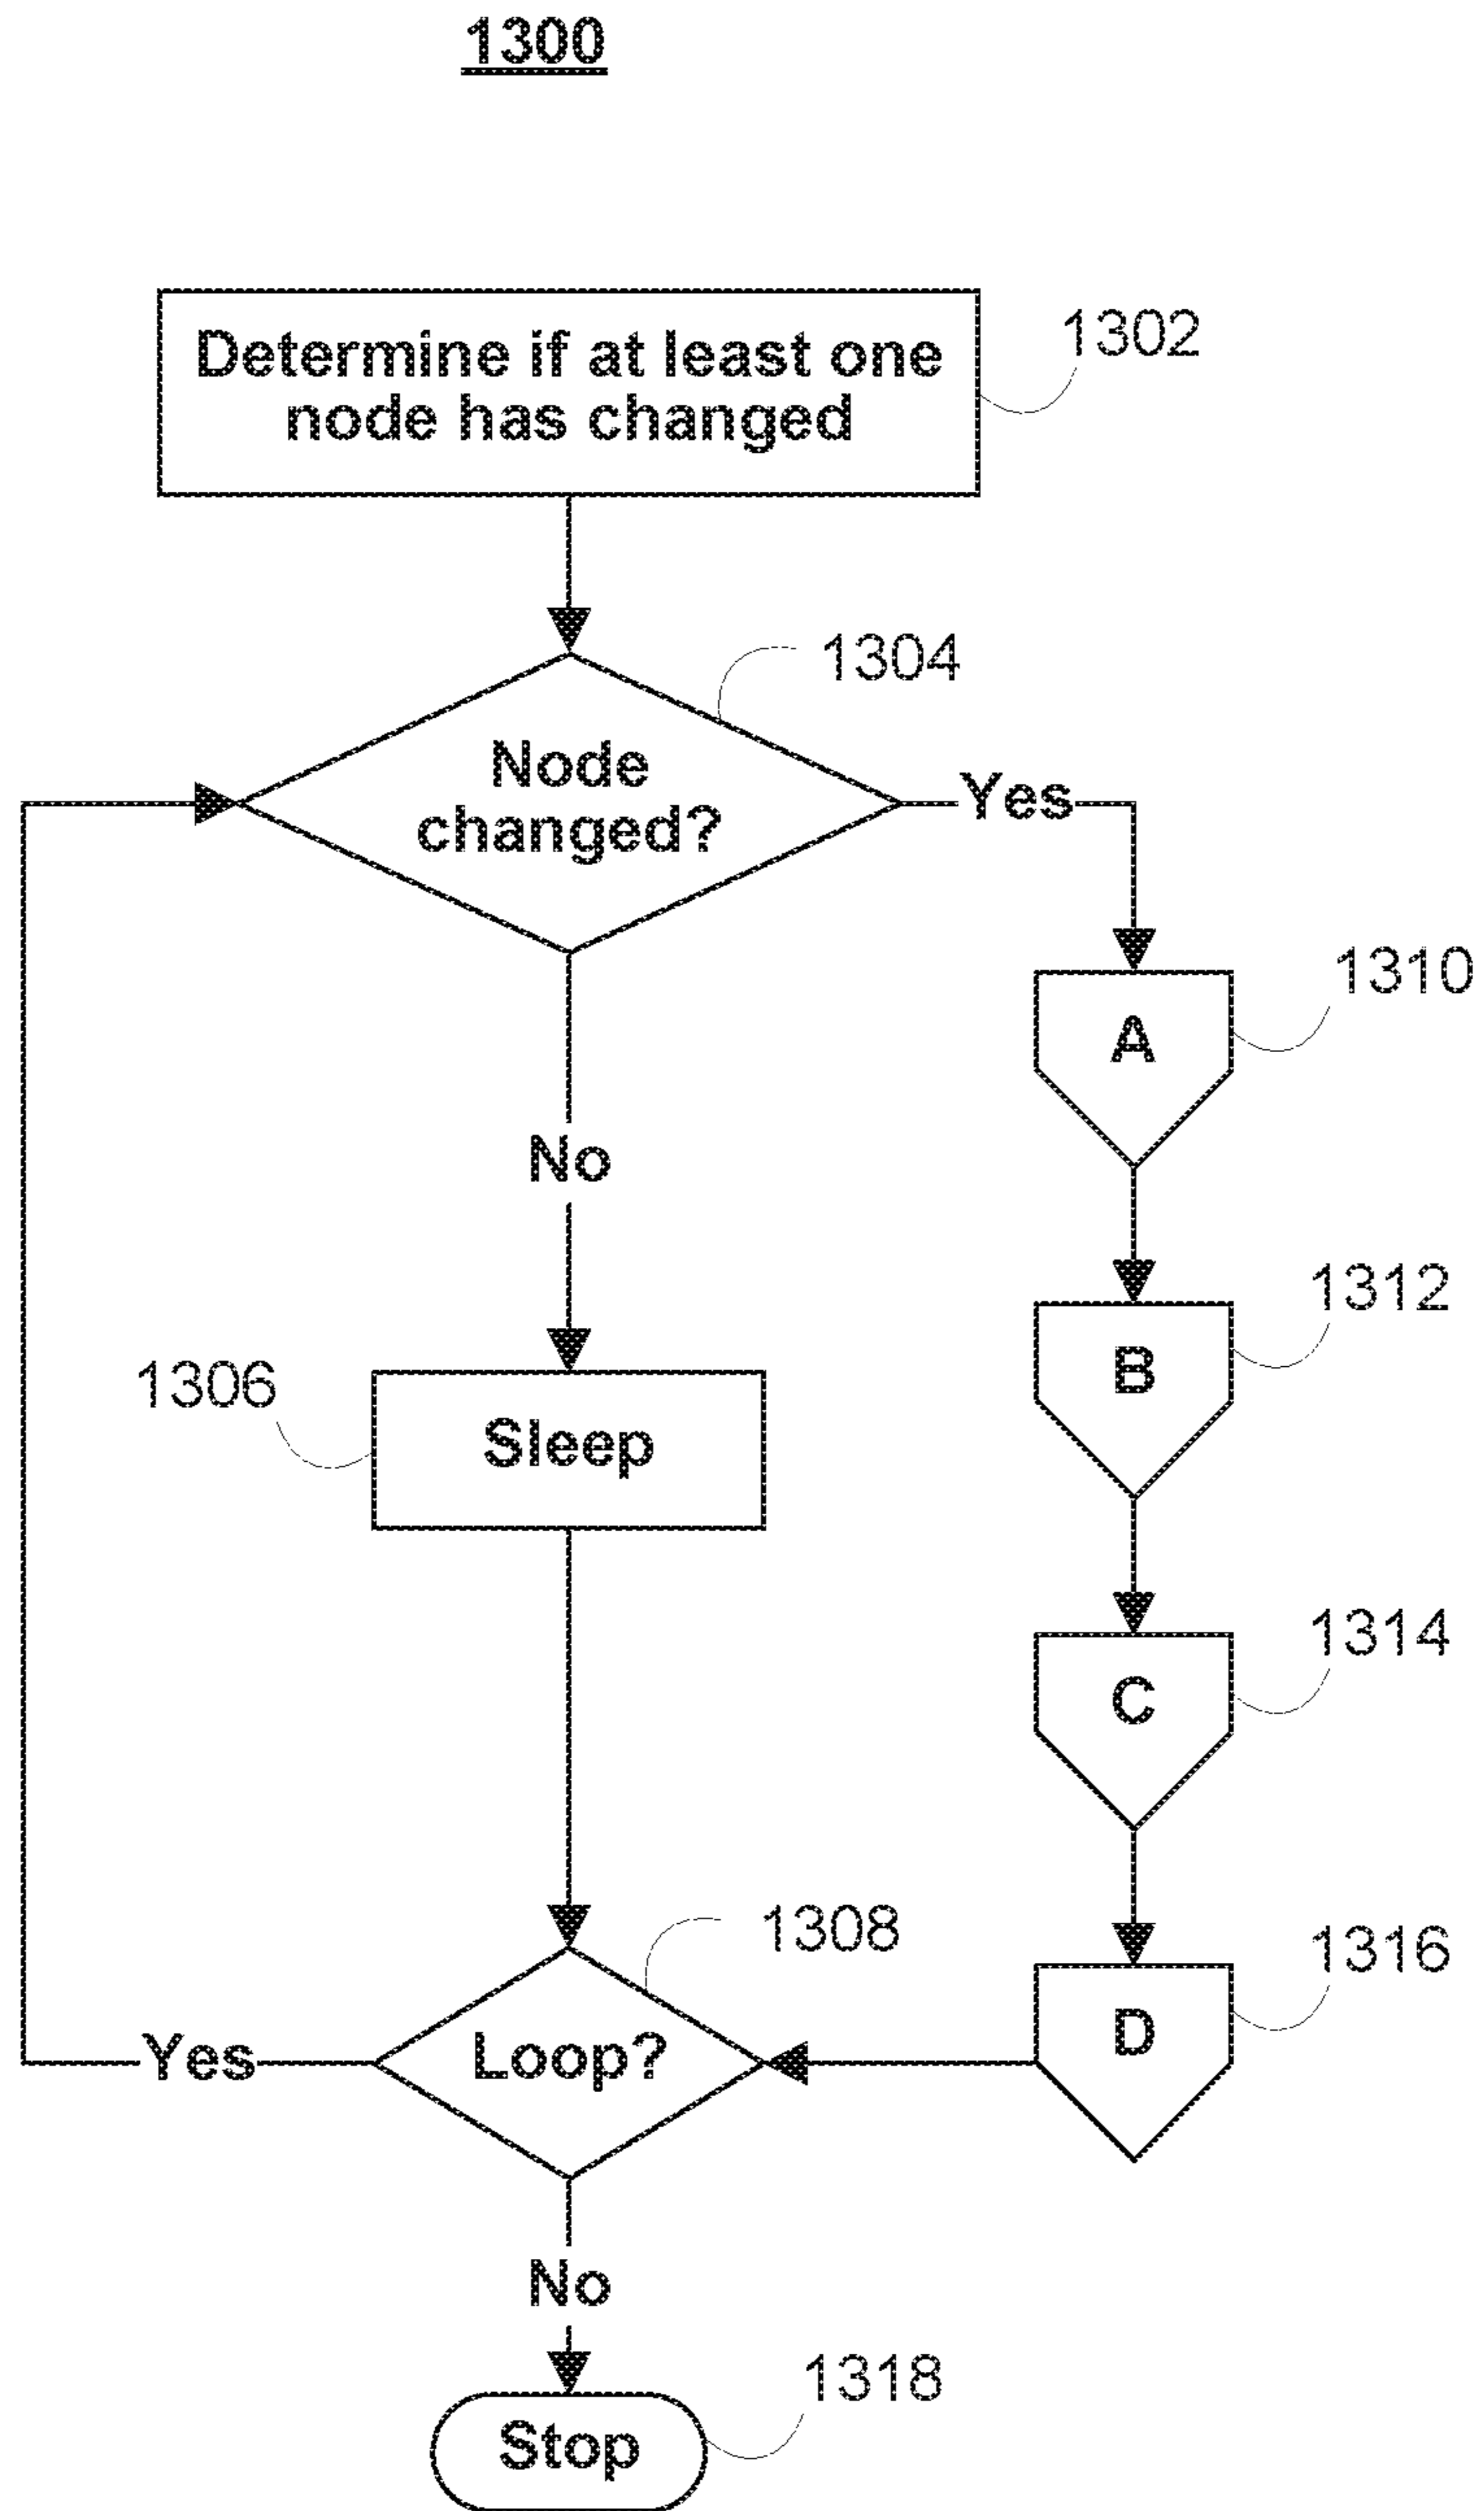 1300
Determine if at least one
node has changed
1302
1304
Node
changed?
Yes
1310
A
No
1312
B
1306
Sleep
1314
C
1308
1316
Loop?
D
Yes
No
1318
Stop